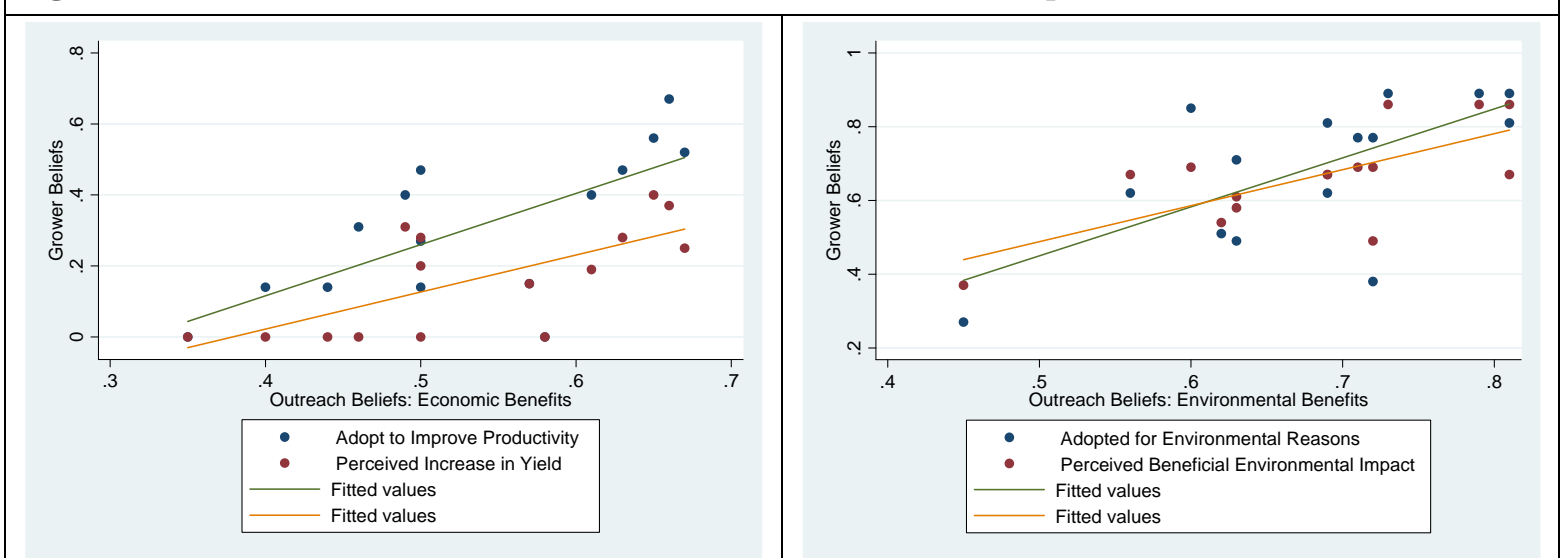 .8
.6
.4
.2
0
Grower Beliefs
.3 .4 .5 .6 .7
Outreach Beliefs: Economic Benefits
Adopt to Improve Productivity
Perceived Increase in Yield
Fitted values
Fitted values
1
.8
.6
.4
.2
Grower Beliefs
.4 .5 .6 .7 .8
Outreach Beliefs: Environmental Benefits
Adopted for Environmental Reasons
Perceived Beneficial Environmental Impact
Fitted values
Fitted values